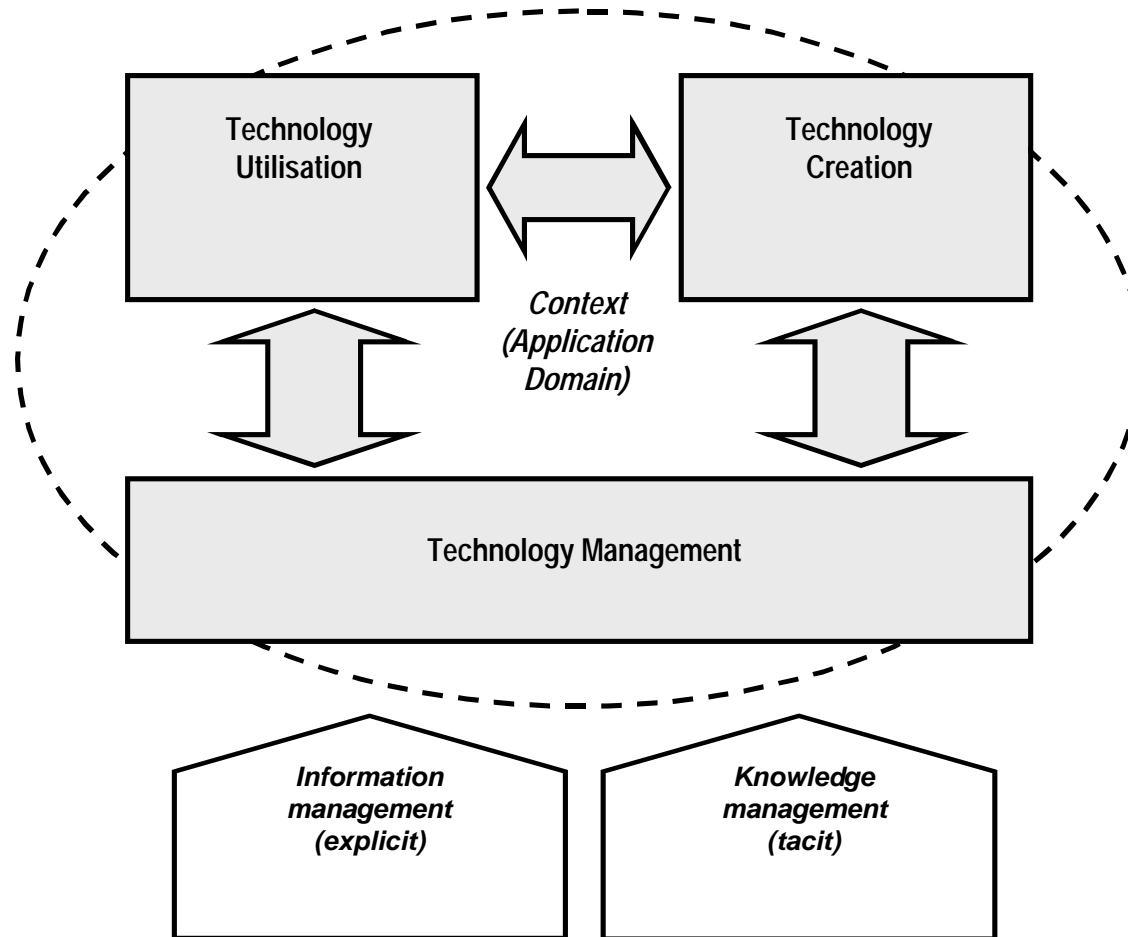 Technology
Utilisation
Technology
Creation
Context
(Application
Domain)
Technology Management
Information
management
(explicit)
Knowledge
management
(tacit)